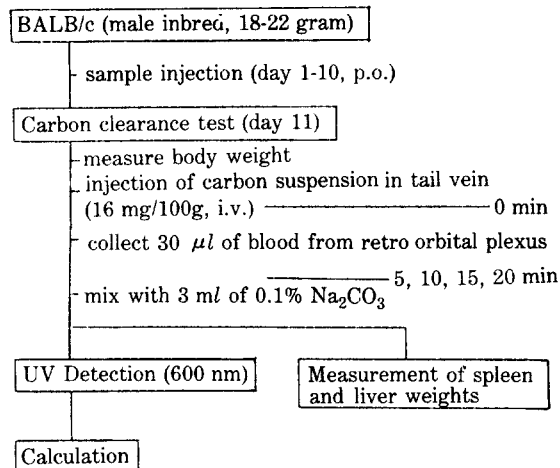 BALB/c (male inbred, 18-22 gram)
sample injection (day 1-10, p.o.)
Carbon clearance test (day 11)
measure body weight
injection of carbon suspension in tail vein
(16 mg/100g, i.v.) 0 min
collect 30 μl of blood from retro orbital plexus
5, 10, 15, 20 min
mix with 3 ml of 0.1% Na₂CO₃
UV Detection (600 nm)
Measurement of spleen
and liver weights
Calculation